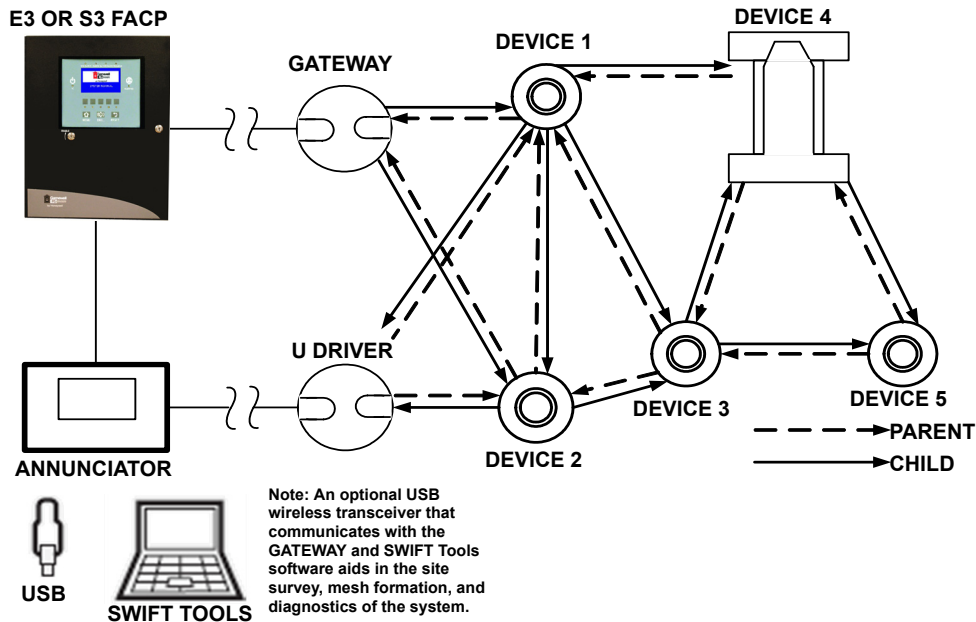 E3 OR S3 FACP
GATEWAY
DEVICE 1
DEVICE 4
U DRIVER
ANNUNCIATOR
DEVICE 2
DEVICE 3
DEVICE 5
PARENT
CHILD
USB
SWIFT TOOLS
Note: An optional USB
wireless transceiver that
communicates with the
GATEWAY and SWIFT Tools
software aids in the site
survey, mesh formation, and
diagnostics of the system.